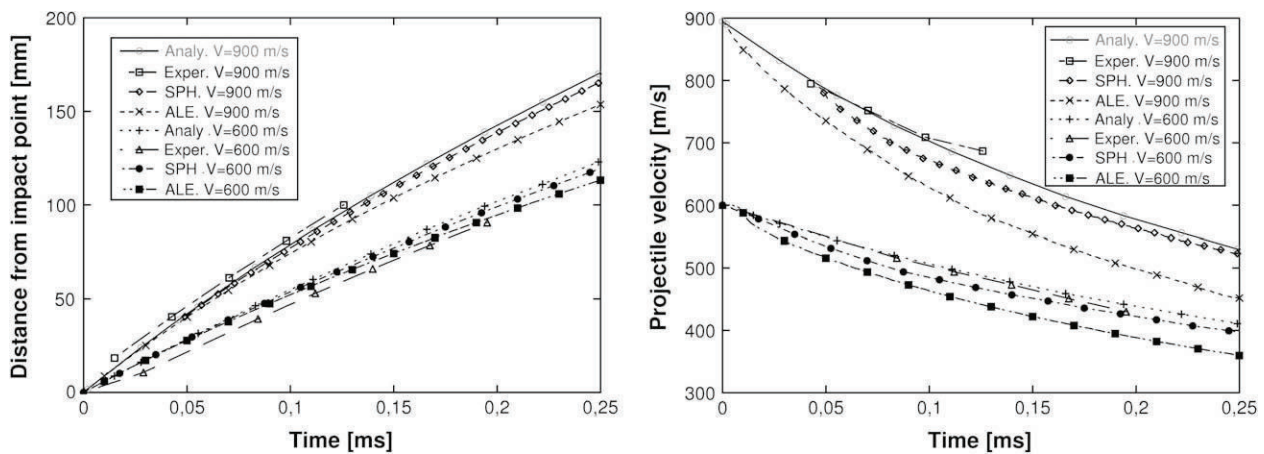 200
150
100
50
0
Distance from impact point [mm]
Analy. V=900 m/s
Exper. V=900 m/s
SPH. V=900 m/s
ALE. V=900 m/s
Analy. V=600 m/s
Exper. V=600 m/s
SPH. V=600 m/s
ALE. V=600 m/s
0
0,05
0,1
0,15
0,2
0,25
Time [ms]
900
800
700
600
500
400
300
Projectile velocity [m/s]
Analy. V=900 m/s
Exper. V=900 m/s
SPH. V=900 m/s
ALE. V=900 m/s
Analy. V=600 m/s
Exper. V=600 m/s
SPH. V=600 m/s
ALE. V=600 m/s
0
0,05
0,1
0,15
0,2
0,25
Time [ms]